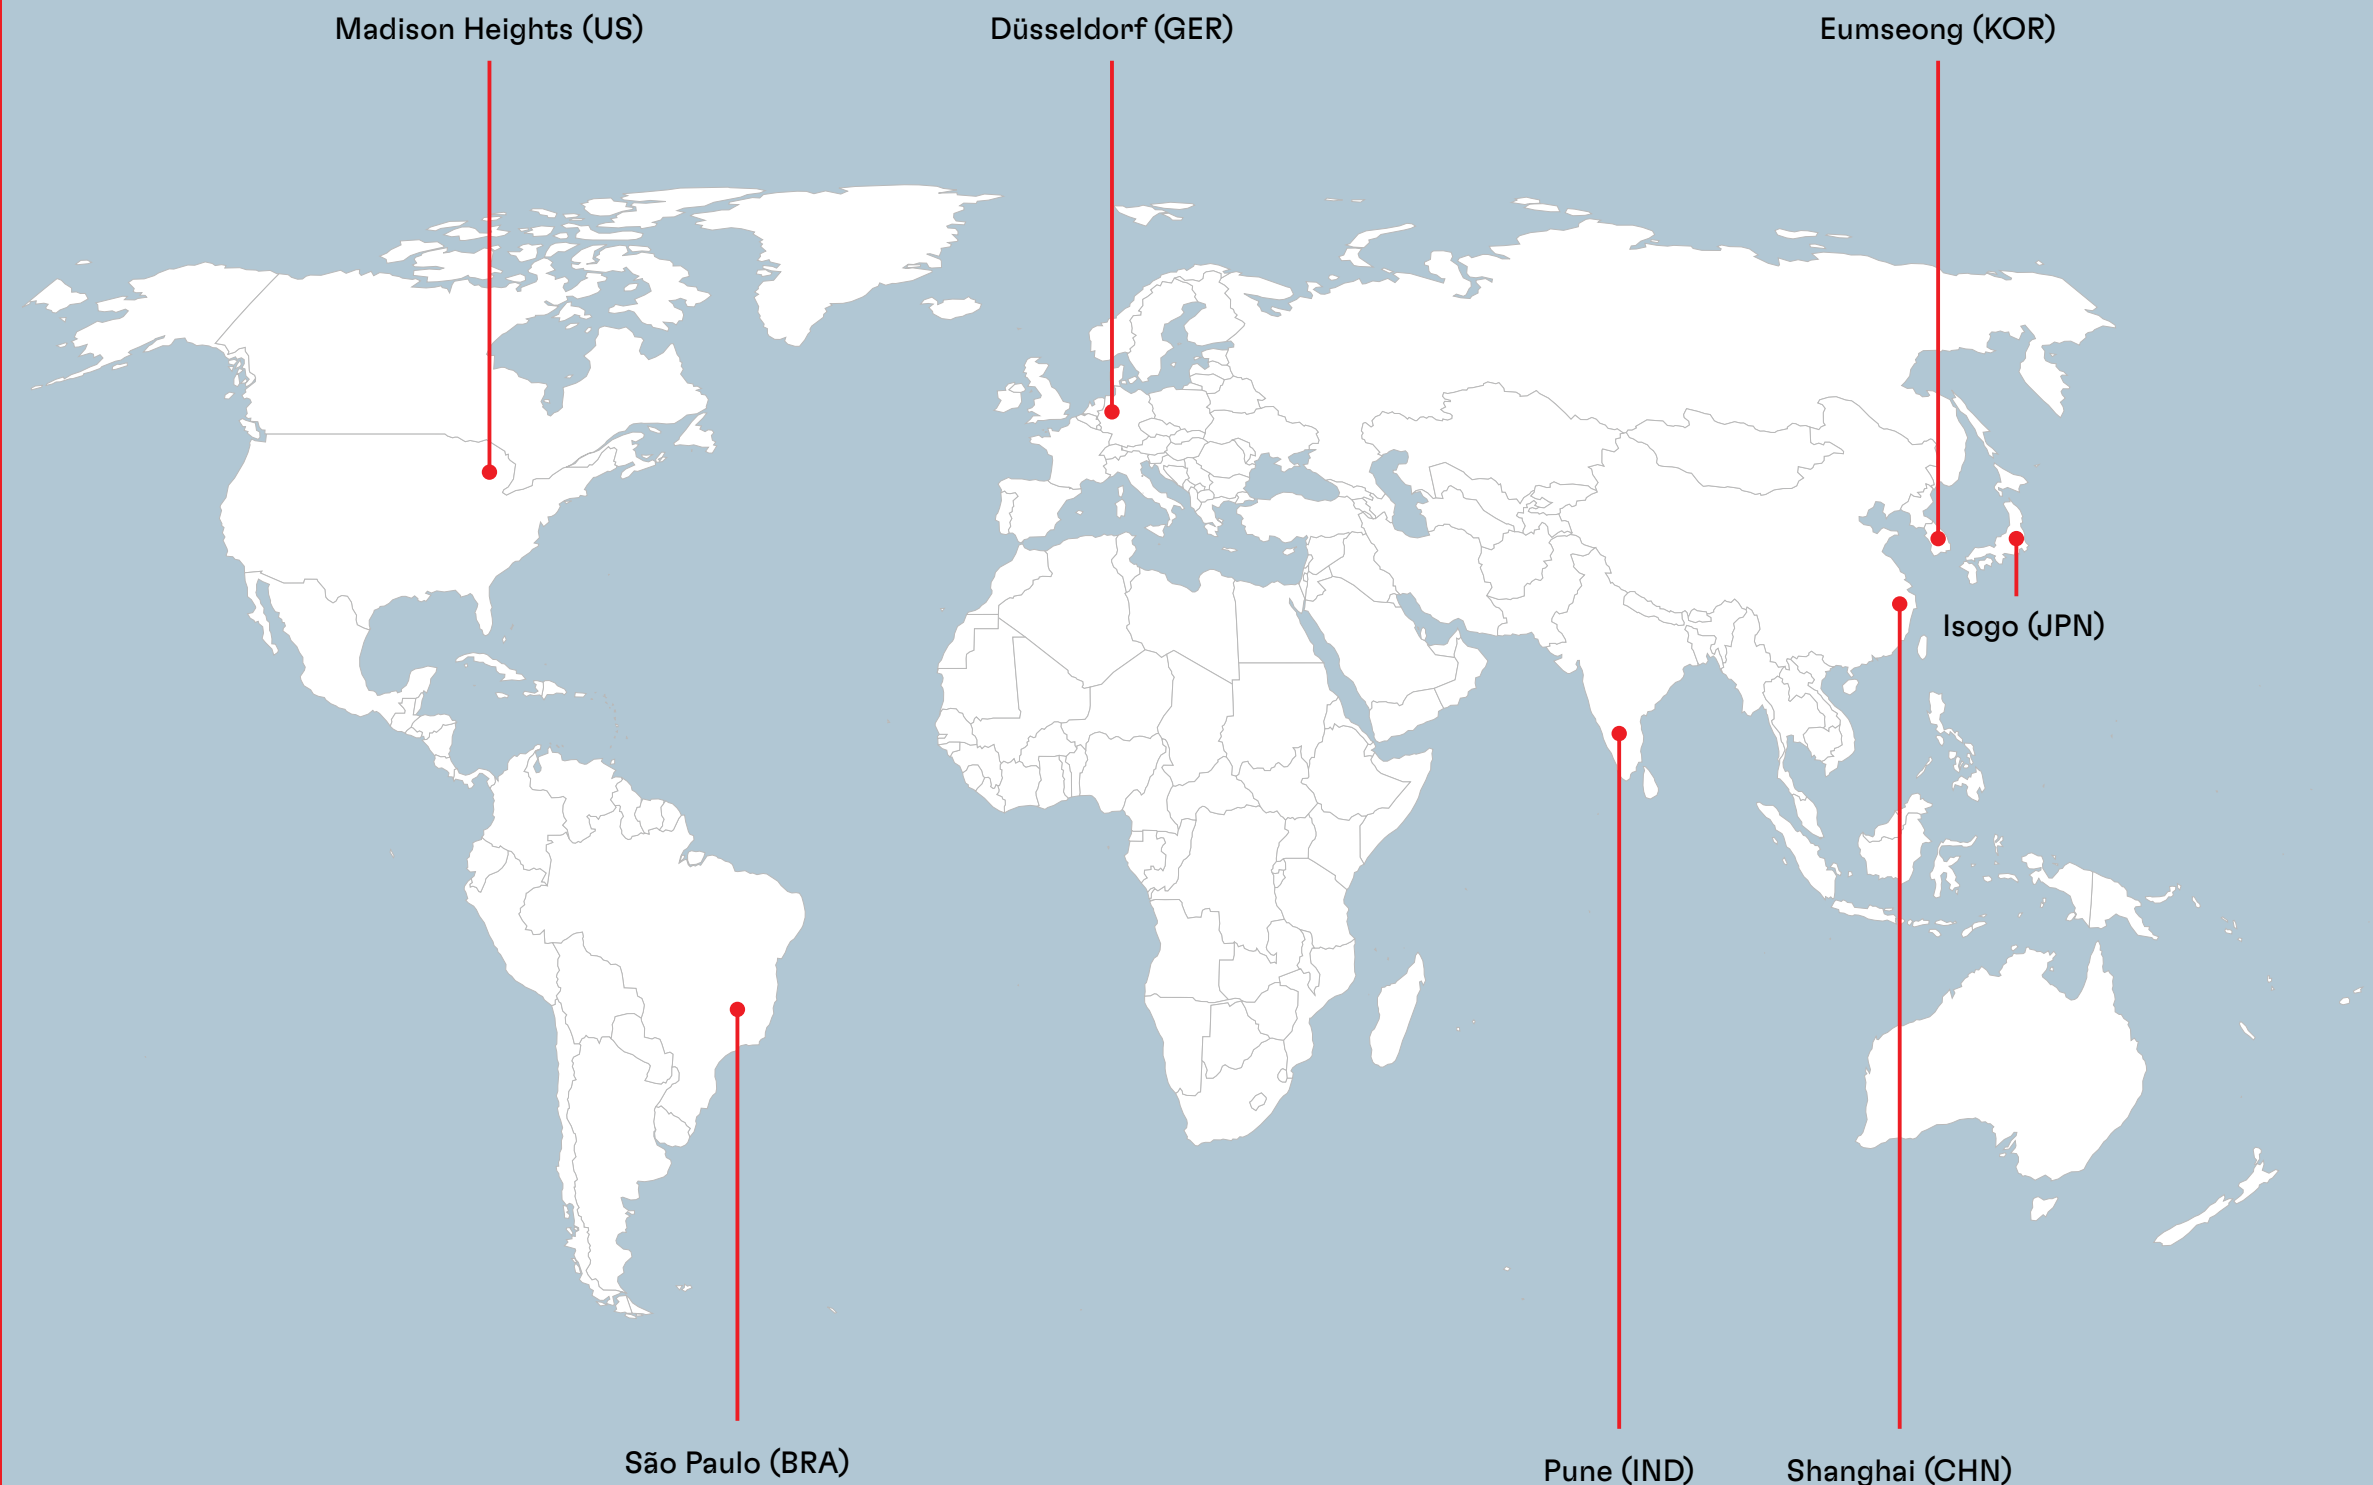 Madison Heights (US)
Düsseldorf (GER)
Eumseong (KOR)
Isogo (JPN)
São Paulo (BRA)
Pune (IND)
Shanghai (CHN)